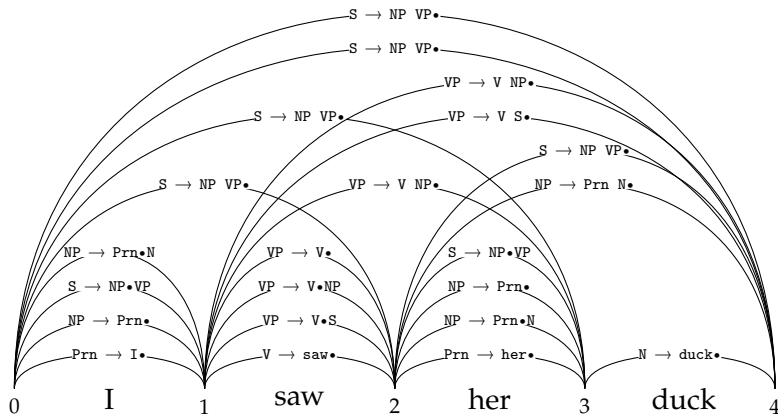 S → NP VP•
S → NP VP•
VP → V NP•
S → NP VP• VP → V S•
S → NP VP•
S → NP VP• VP → V NP• NP → Prn N•
NP → Prn•N VP → V• S → NP•VP
S → NP•VP VP → V•NP NP → Prn•
NP → Prn• VP → V•S NP → Prn•N
Prn → I• V → saw• Prn → her• N → duck•
0 I 1 saw 2 her 3 duck 4